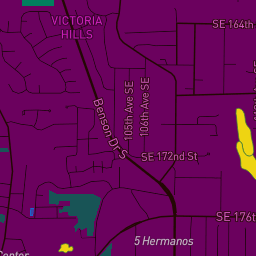 VICTORIA
HILLS
SE 164th
Benson Dr S
105th Ave SE
106th Ave SE
SE 172nd St
SE 176t
5 Hermanos